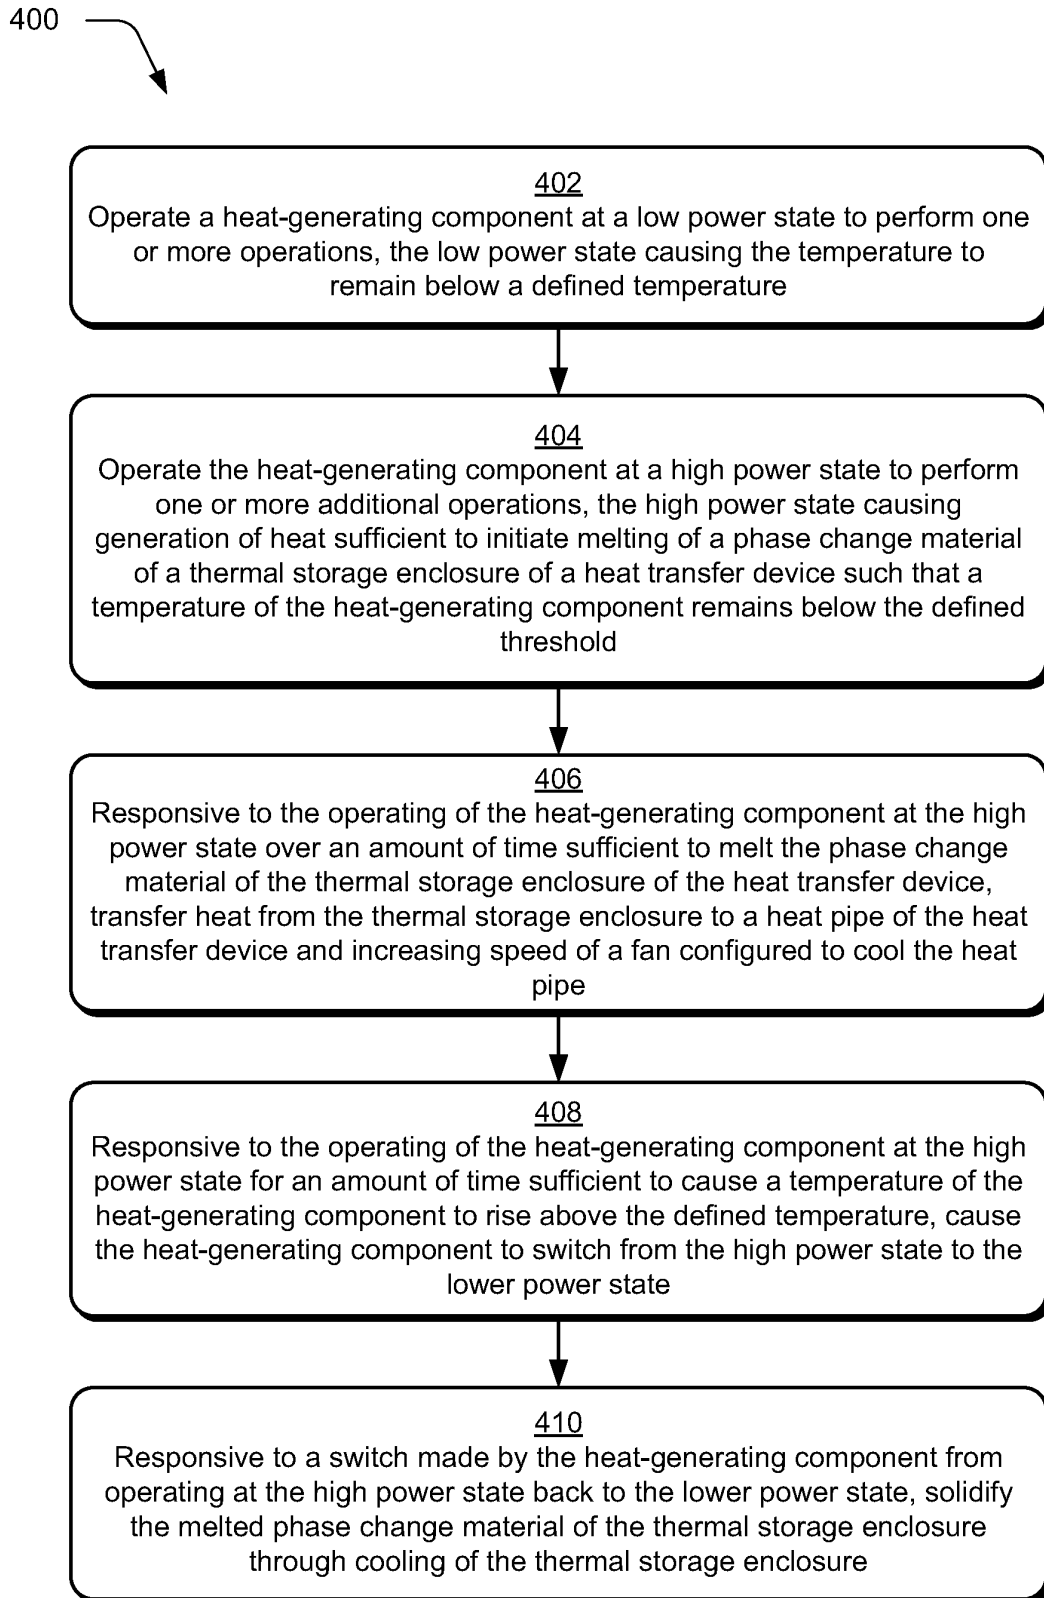 400
402
Operate a heat-generating component at a low power state to perform one
or more operations, the low power state causing the temperature to
remain below a defined temperature
404
Operate the heat-generating component at a high power state to perform
one or more additional operations, the high power state causing
generation of heat sufficient to initiate melting of a phase change material
of a thermal storage enclosure of a heat transfer device such that a
temperature of the heat-generating component remains below the defined
threshold
406
Responsive to the operating of the heat-generating component at the high
power state over an amount of time sufficient to melt the phase change
material of the thermal storage enclosure of the heat transfer device,
transfer heat from the thermal storage enclosure to a heat pipe of the heat
transfer device and increasing speed of a fan configured to cool the heat
pipe
408
Responsive to the operating of the heat-generating component at the high
power state for an amount of time sufficient to cause a temperature of the
heat-generating component to rise above the defined temperature, cause
the heat-generating component to switch from the high power state to the
lower power state
410
Responsive to a switch made by the heat-generating component from
operating at the high power state back to the lower power state, solidify
the melted phase change material of the thermal storage enclosure
through cooling of the thermal storage enclosure